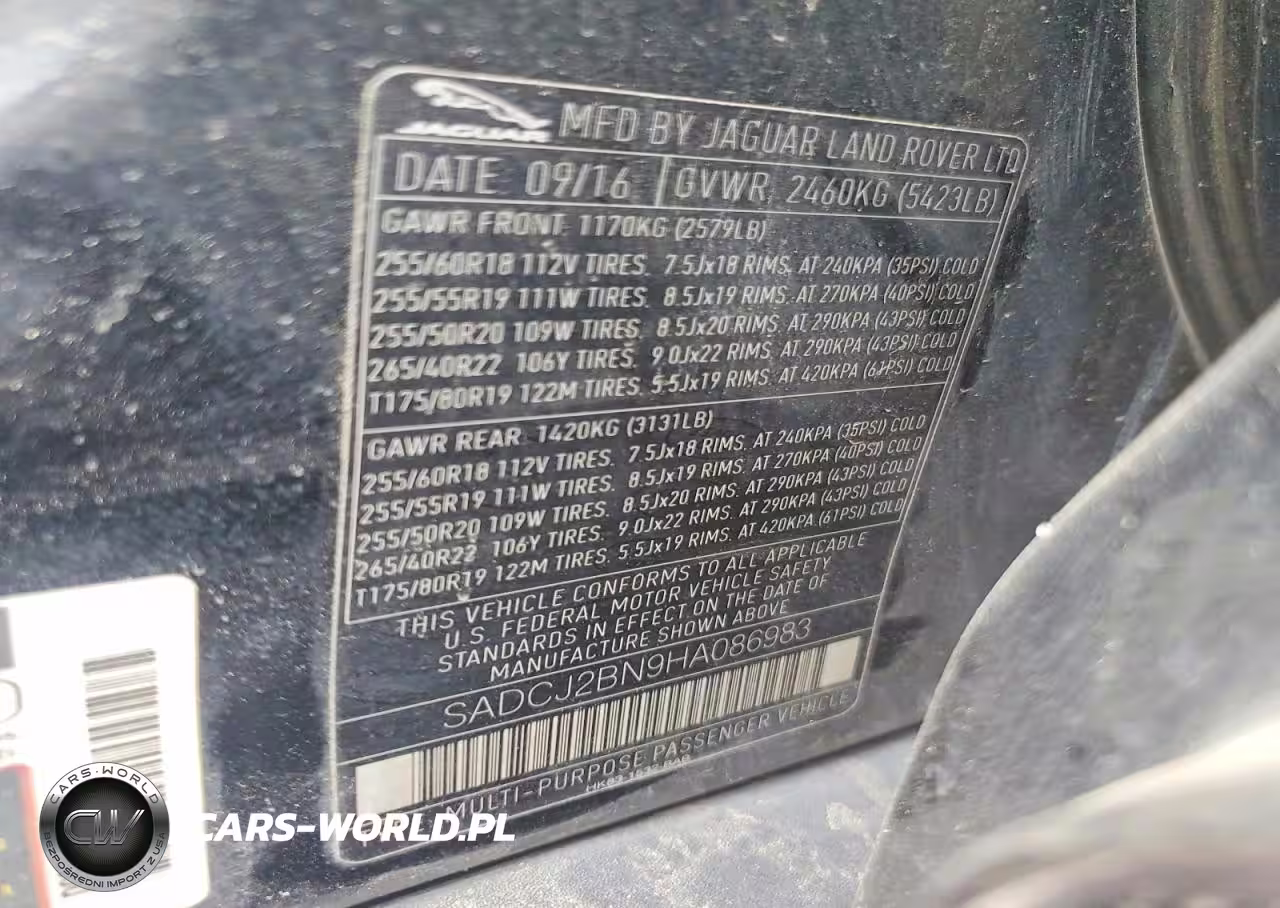 JAGUAR
MFD BY JAGUAR LAND ROVER LTD
DATE 09/16 GVWR 2460KG (5423LB)
GAWR FRONT 1170KG (2579LB)
255/60R18 112V TIRES, 7.5Jx18 RIMS, AT 240KPA (35PSI) COLD
255/55R19 111W TIRES, 8.5Jx19 RIMS, AT 270KPA (40PSI) COLD
255/50R20 109W TIRES, 8.5Jx20 RIMS, AT 290KPA (43PSI) COLD
265/40R22 106Y TIRES, 9.0Jx22 RIMS, AT 290KPA (43PSI) COLD
T175/80R19 122M TIRES, 5.5Jx19 RIMS, AT 420KPA (61PSI) COLD
GAWR REAR 1420KG (3131LB)
255/60R18 112V TIRES, 7.5Jx18 RIMS, AT 240KPA (35PSI) COLD
255/55R19 111W TIRES, 8.5Jx19 RIMS, AT 270KPA (40PSI) COLD
255/50R20 109W TIRES, 8.5Jx20 RIMS, AT 290KPA (43PSI) COLD
265/40R22 106Y TIRES, 9.0Jx22 RIMS, AT 290KPA (43PSI) COLD
T175/80R19 122M TIRES, 5.5Jx19 RIMS, AT 420KPA (61PSI) COLD
THIS VEHICLE CONFORMS TO ALL APPLICABLE
U.S. FEDERAL MOTOR VEHICLE SAFETY
STANDARDS IN EFFECT ON THE DATE OF
MANUFACTURE SHOWN ABOVE
SADCJ2BN9HA086983
MULTI-PURPOSE PASSENGER VEHICLE
CARS-WORLD
CW
BEZPOŚREDNI IMPORT Z USA
CARS-WORLD.PL